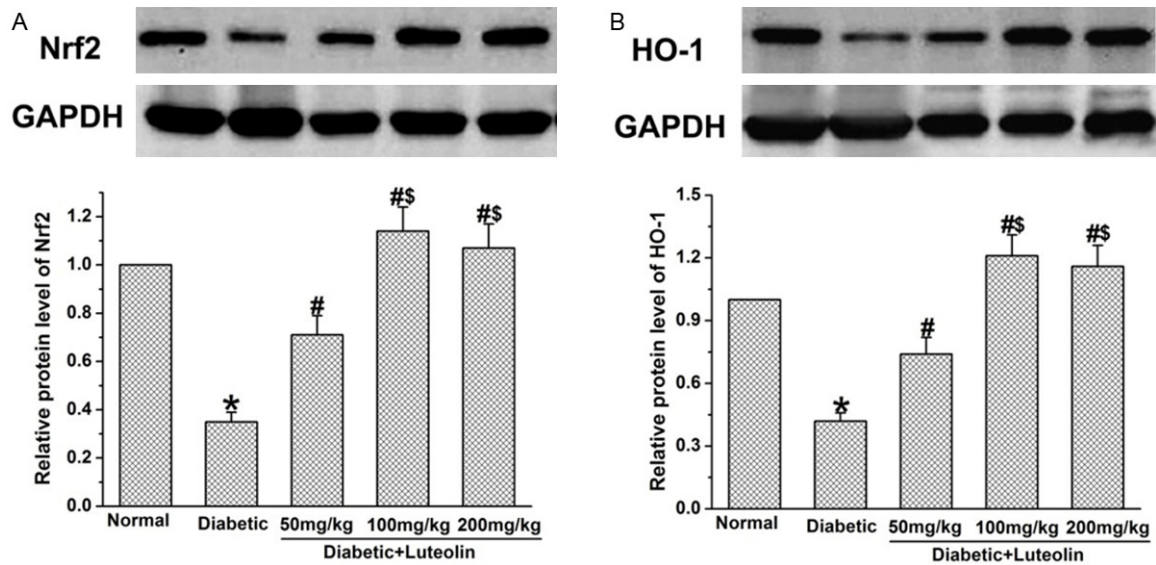 A
Nrf2
GAPDH
Relative protein level of Nrf2
1.2
1.0
0.8
0.6
0.4
0.2
0.0
*
#
#$
#$
Normal Diabetic 50mg/kg 100mg/kg 200mg/kg
Diabetic+Luteolin
B
HO-1
GAPDH
Relative protein level of HO-1
1.5
1.2
0.9
0.6
0.3
0.0
*
#
#$
#$
Normal Diabetic 50mg/kg 100mg/kg 200mg/kg
Diabetic+Luteolin